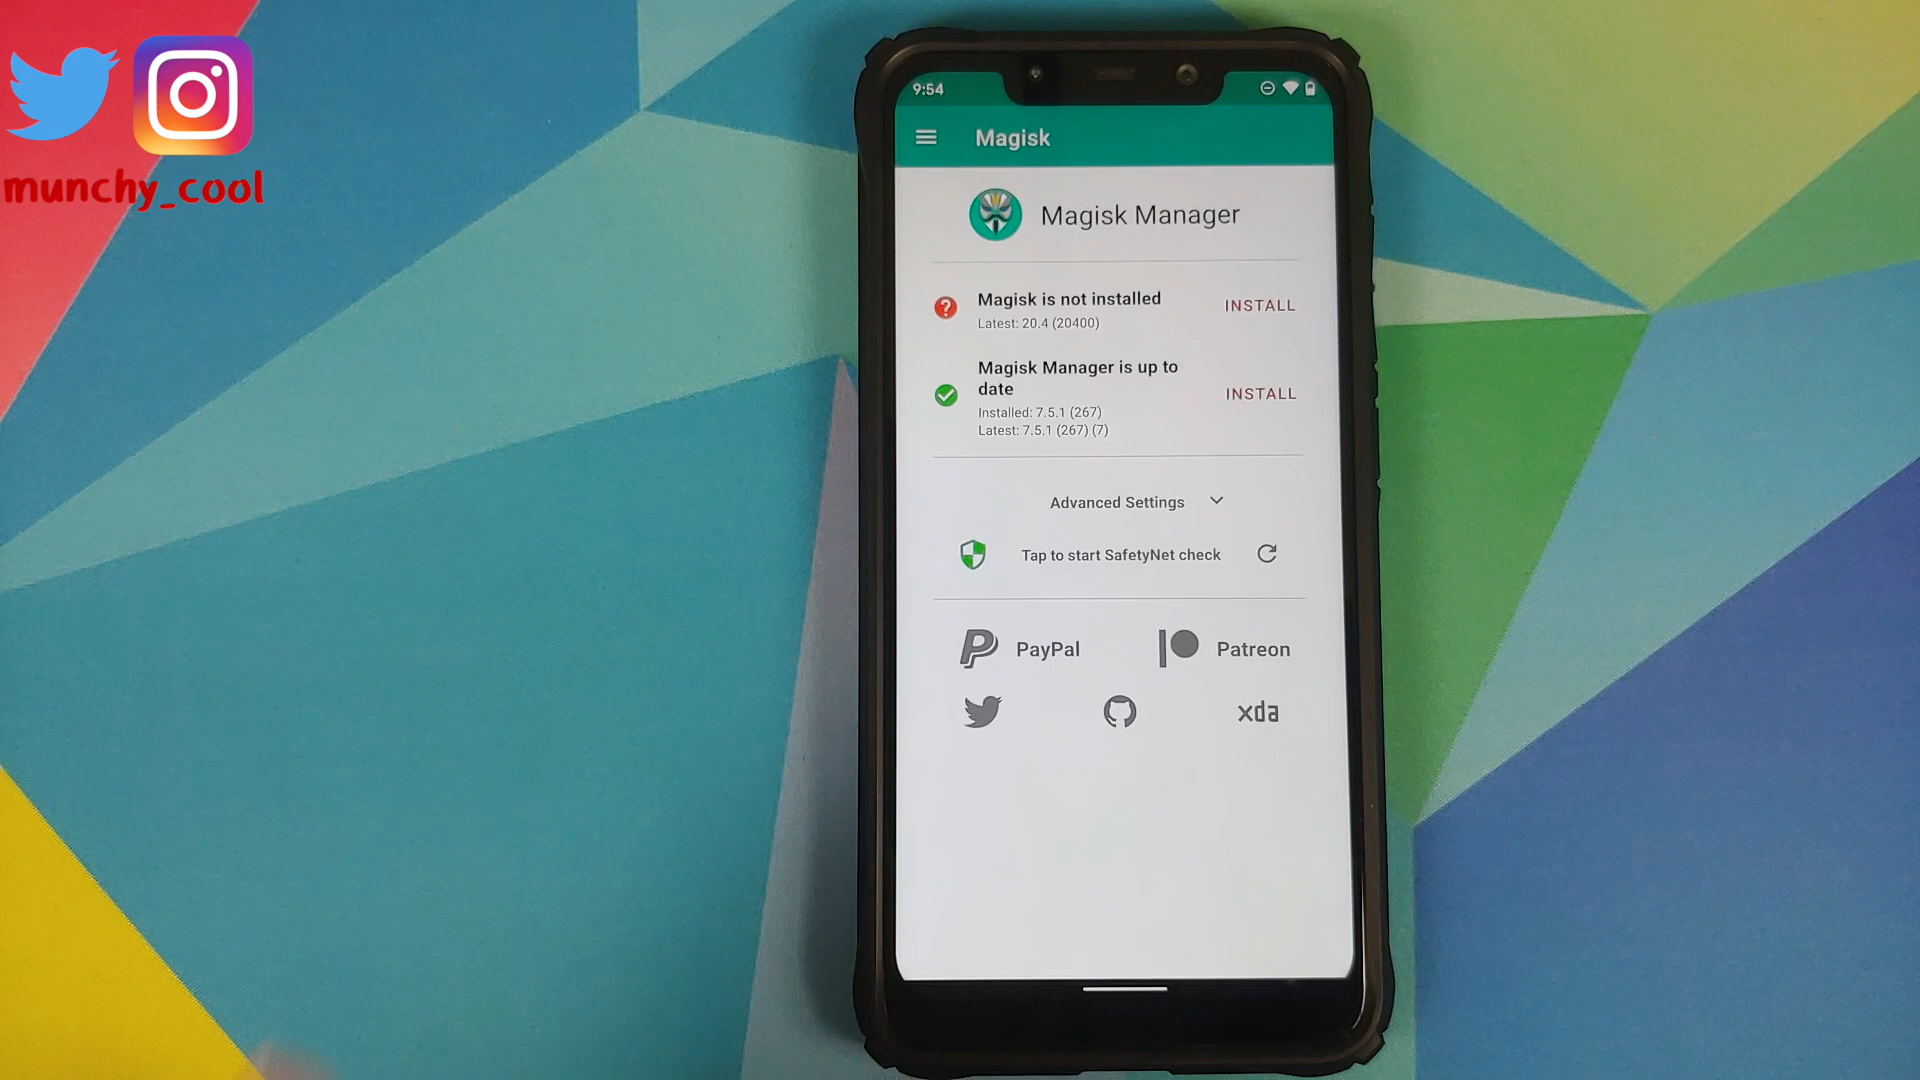 munchy_cool
9:54
Magisk
Magisk Manager
Magisk is not installed
Latest: 20.4 (20400)
INSTALL
Magisk Manager is up to
date
Installed: 7.5.1 (267)
Latest: 7.5.1 (267) (7)
INSTALL
Advanced Settings
Tap to start SafetyNet check
PayPal
Patreon
xda